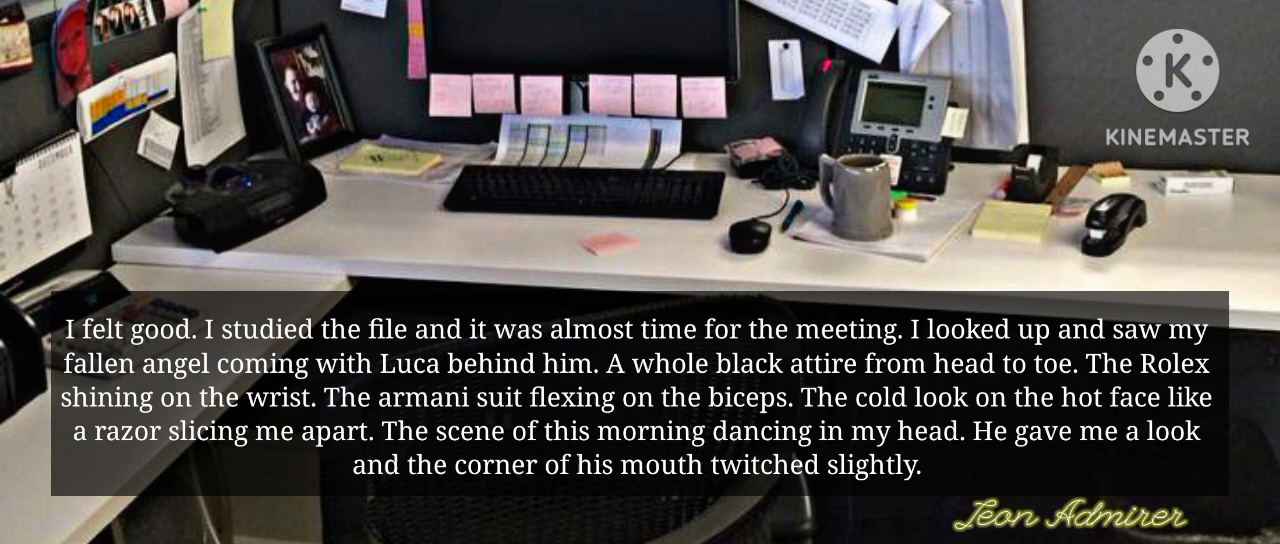 DECEMBER
KINEMASTER
I felt good. I studied the file and it was almost time for the meeting. I looked up and saw my
fallen angel coming with Luca behind him. A whole black attire from head to toe. The Rolex
shining on the wrist. The armani suit flexing on the biceps. The cold look on the hot face like
a razor slicing me apart. The scene of this morning dancing in my head. He gave me a look
and the corner of his mouth twitched slightly.
Leon Admirer